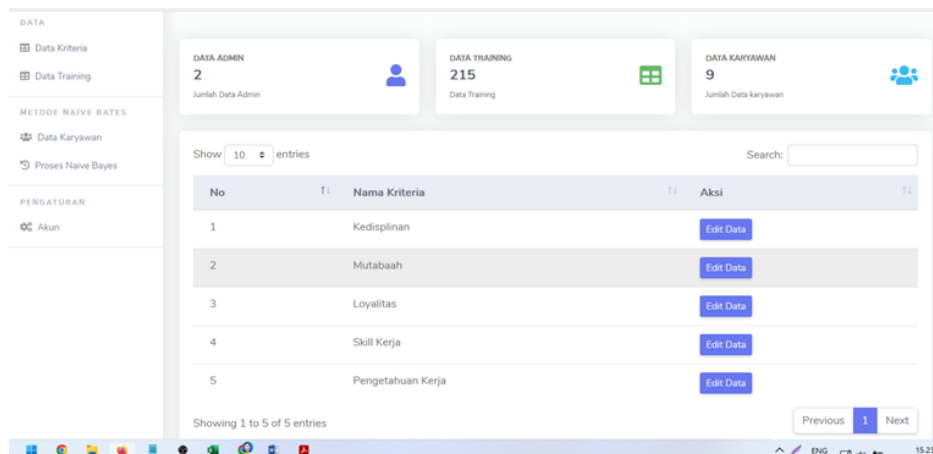 DATA
Data Kriteria
Data Training
METODE NAIVE BAYES
Data Karyawan
Proses Naive Bayes
PENGATURAN
Akun
DATA ADMIN
2
Jumlah Data Admin
DATA TRAINING
215
Data Training
DATA KARYAWAN
9
Jumlah Data karyawan
Show 10 entries
Search:
No Nama Kriteria Aksi
1 Kedisplinan Edit Data
2 Mutabaah Edit Data
3 Loyalitas Edit Data
4 Skill Kerja Edit Data
5 Pengetahuan Kerja Edit Data
Showing 1 to 5 of 5 entries
Previous 1 Next
ENG 15.23